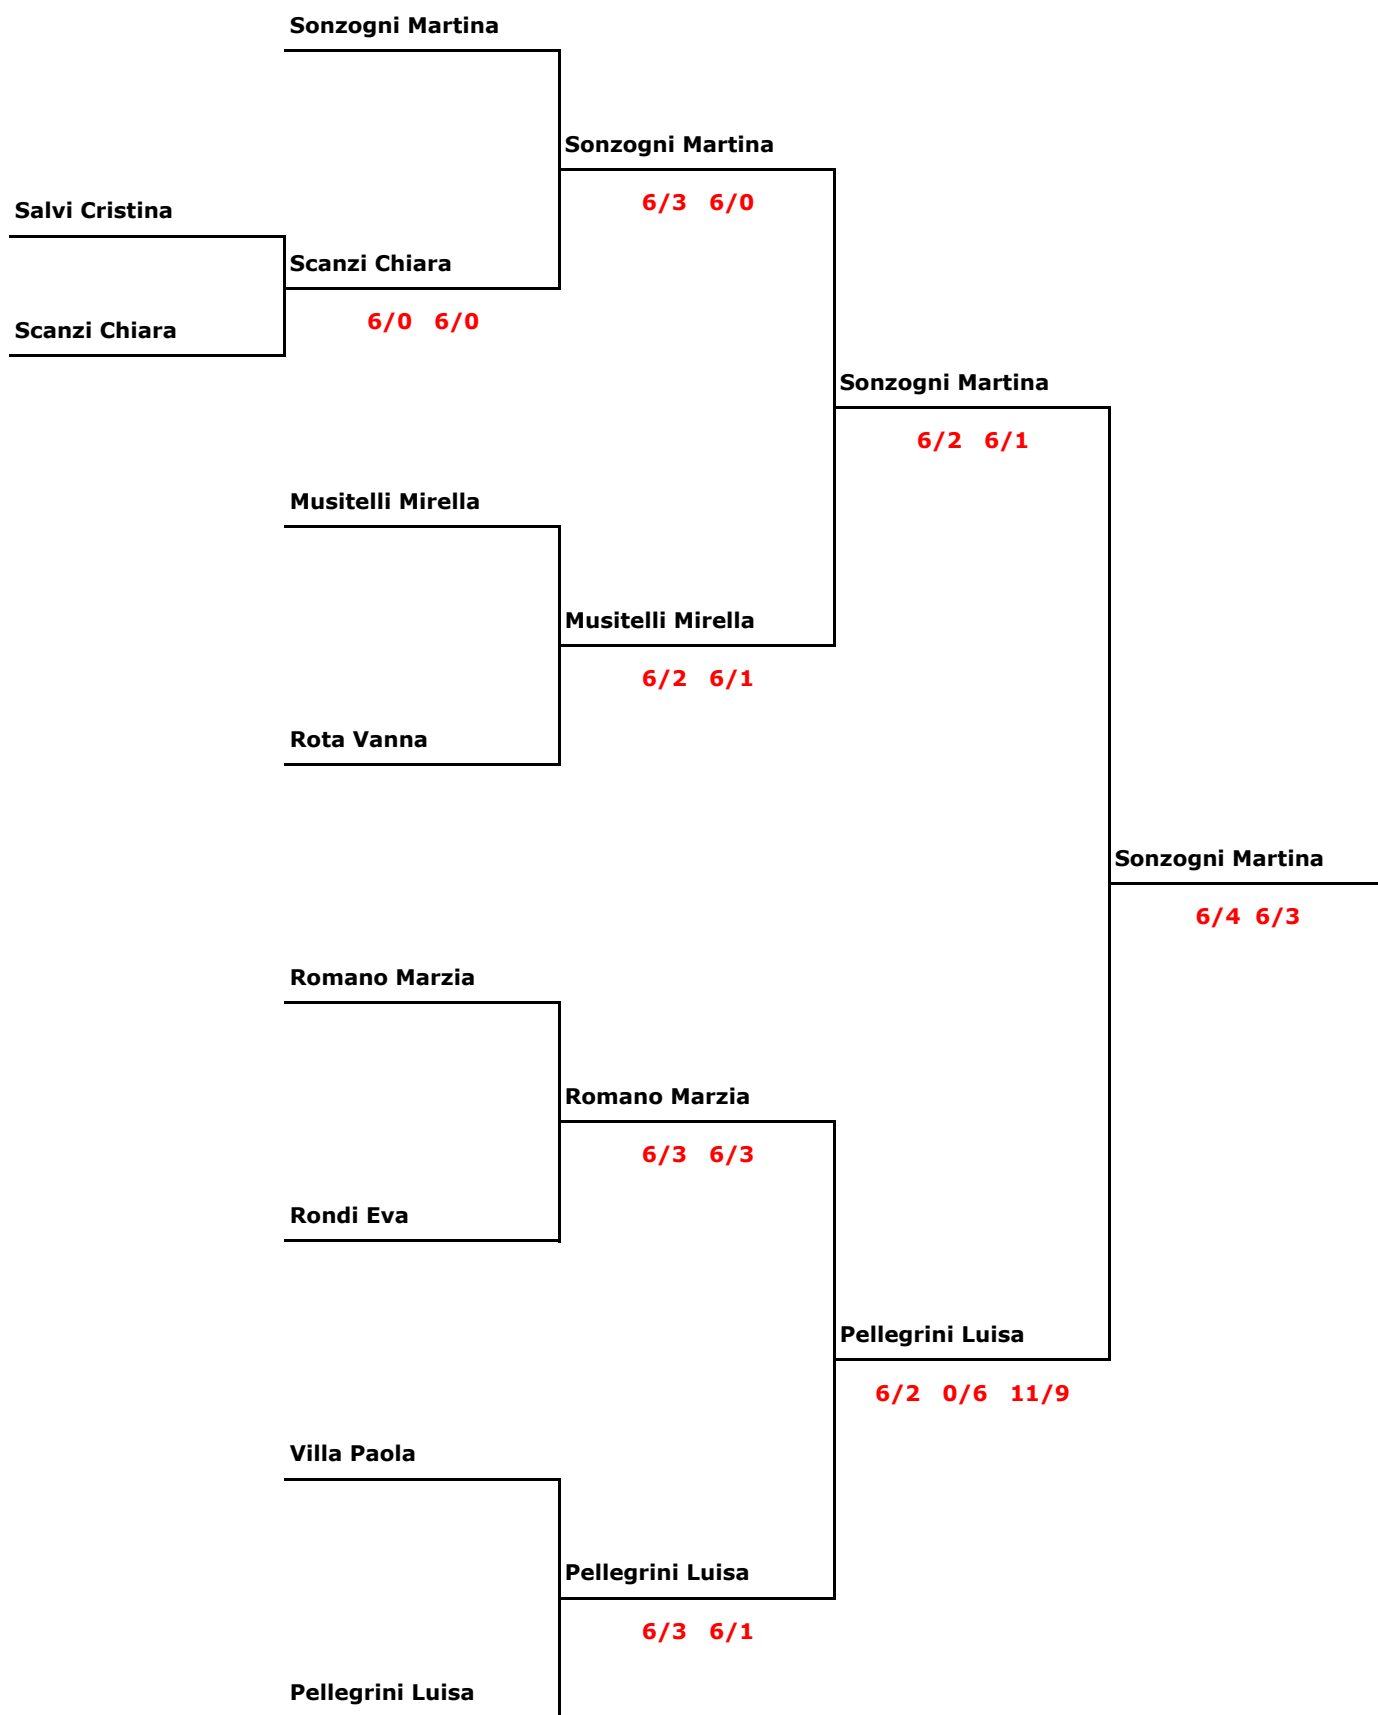 Sonzogni Martina
Sonzogni Martina
6/3 6/0
Salvi Cristina
Scanzi Chiara
6/0 6/0
Scanzi Chiara
Sonzogni Martina
6/2 6/1
Musitelli Mirella
Musitelli Mirella
6/2 6/1
Rota Vanna
Sonzogni Martina
6/4 6/3
Romano Marzia
Romano Marzia
6/3 6/3
Rondi Eva
Pellegrini Luisa
6/2 0/6 11/9
Villa Paola
Pellegrini Luisa
6/3 6/1
Pellegrini Luisa